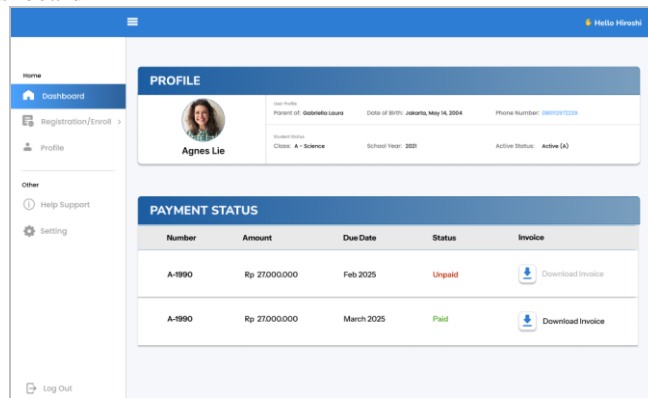 Hello Hiroshi
Home
Dashboard
Registration/Enroll >
Profile
Other
Help Support
Setting
Log Out
PROFILE
Agnes Lie
User Profile
Parent of: Gabriella Laura Date of Birth: Jakarta, May 14, 2004 Phone Number:
Student Status
Class: A - Science School Year: 2021 Active Status: Active (A)
PAYMENT STATUS
Number Amount Due Date Status Invoice
A-1990 Rp 27.000.000 Feb 2025 Unpaid Download Invoice
A-1990 Rp 27.000.000 March 2025 Paid Download Invoice